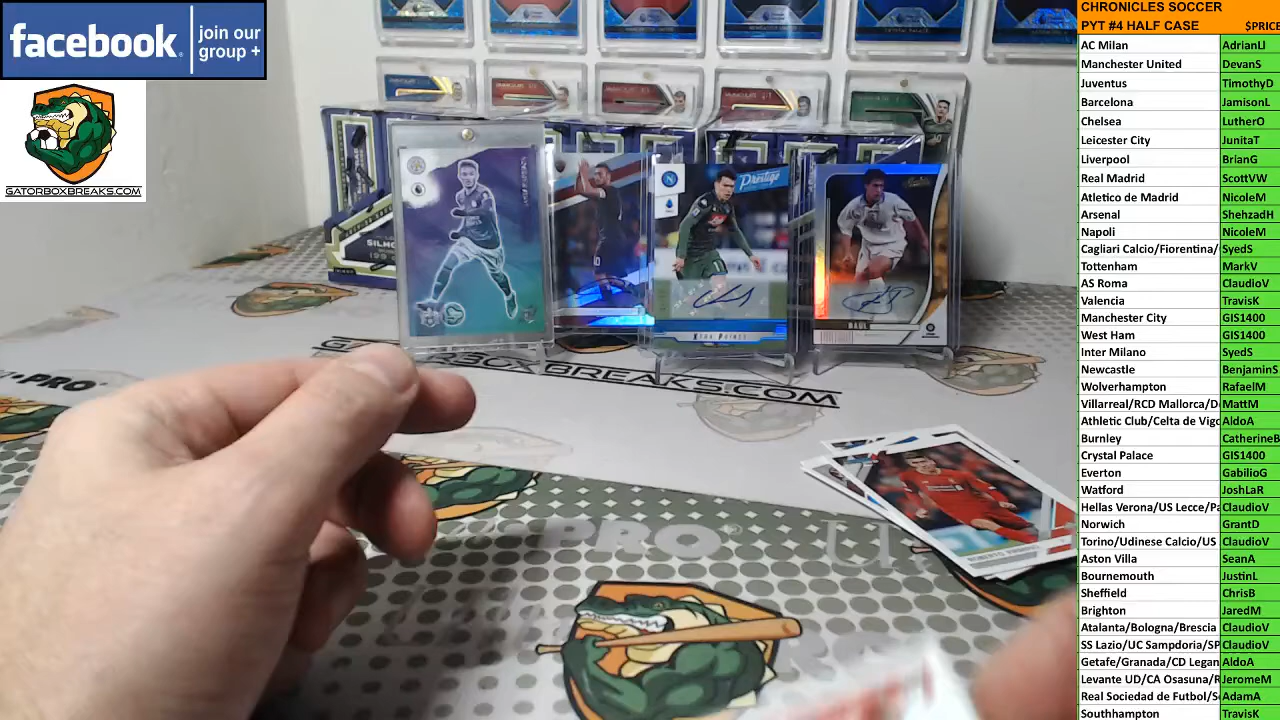 facebook.
join our
group +
GATORBOXBREAKS.COM
Prestige
RAUL
GATORBOXBREAKS.COM
PRO
CHRONICLES SOCCER
PYT #4 HALF CASE $PRICE
AC Milan AdrianLI
Manchester United DevanS
Juventus TimothyD
Barcelona JamisonL
Chelsea LutherO
Leicester City JunitaT
Liverpool BrianG
Real Madrid ScottVW
Atletico de Madrid NicoleM
Arsenal ShehzadH
Napoli NicoleM
Cagliari Calcio/Fiorentina/ SyedS
Tottenham MarkV
AS Roma ClaudioV
Valencia TravisK
Manchester City GIS1400
West Ham GIS1400
Inter Milano SyedS
Newcastle BenjaminS
Wolverhampton RafaelM
Villarreal/RCD Mallorca/D MattM
Athletic Club/Celta de Vigo AldoA
Burnley CatherineB
Crystal Palace GIS1400
Everton GabilioG
Watford JoshLaR
Hellas Verona/US Lecce/Pa ClaudioV
Norwich GrantD
Torino/Udinese Calcio/US ClaudioV
Aston Villa SeanA
Bournemouth JustinL
Sheffield ChrisB
Brighton JaredM
Atalanta/Bologna/Brescia ClaudioV
SS Lazio/UC Sampdoria/SP ClaudioV
Getafe/Granada/CD Legan AldoA
Levante UD/CA Osasuna/R JeromeM
Real Sociedad de Futbol/S AdamA
Southhampton TravisK